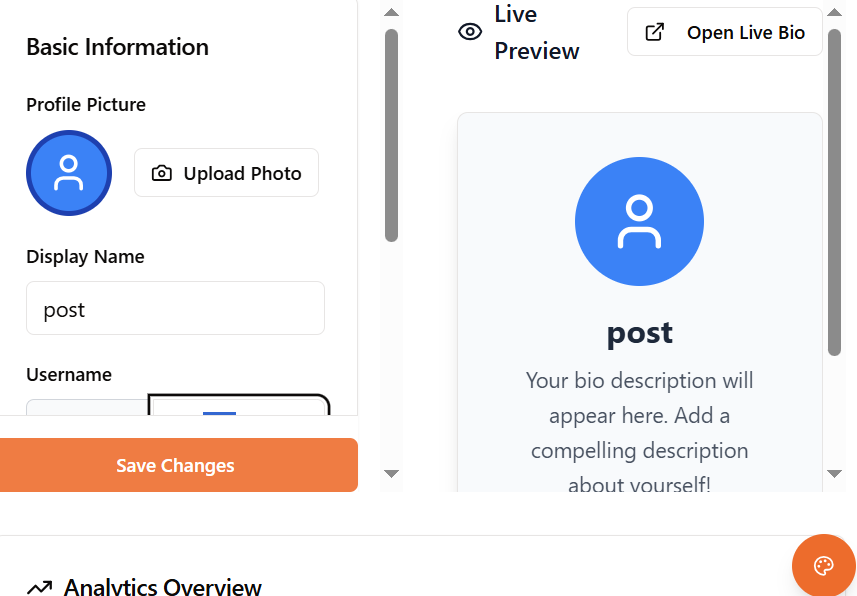 Basic Information
Profile Picture
Upload Photo
Display Name
post
Username
Save Changes
Live
Preview
Open Live Bio
post
Your bio description will
appear here. Add a
compelling description
about yourself!
Analytics Overview